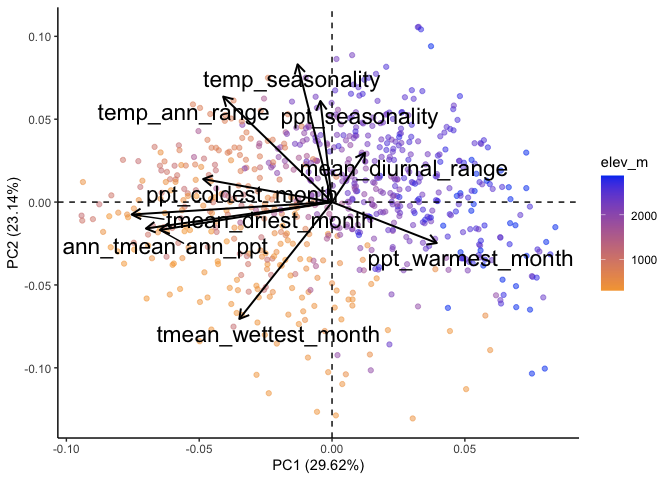 0.10
temp_seasonality
temp_ann_range
ppt_seasonality
0.05
mean_diurnal_range
ppt_coldest_month
0.00
tmean_driest_month
ann_tmean
ann_ppt
ppt_warmest_month
-0.05
tmean_wettest_month
-0.10
-0.10
-0.05
0.00
0.05
PC1 (29.62%)
PC2 (23.14%)
elev_m
2000
1000